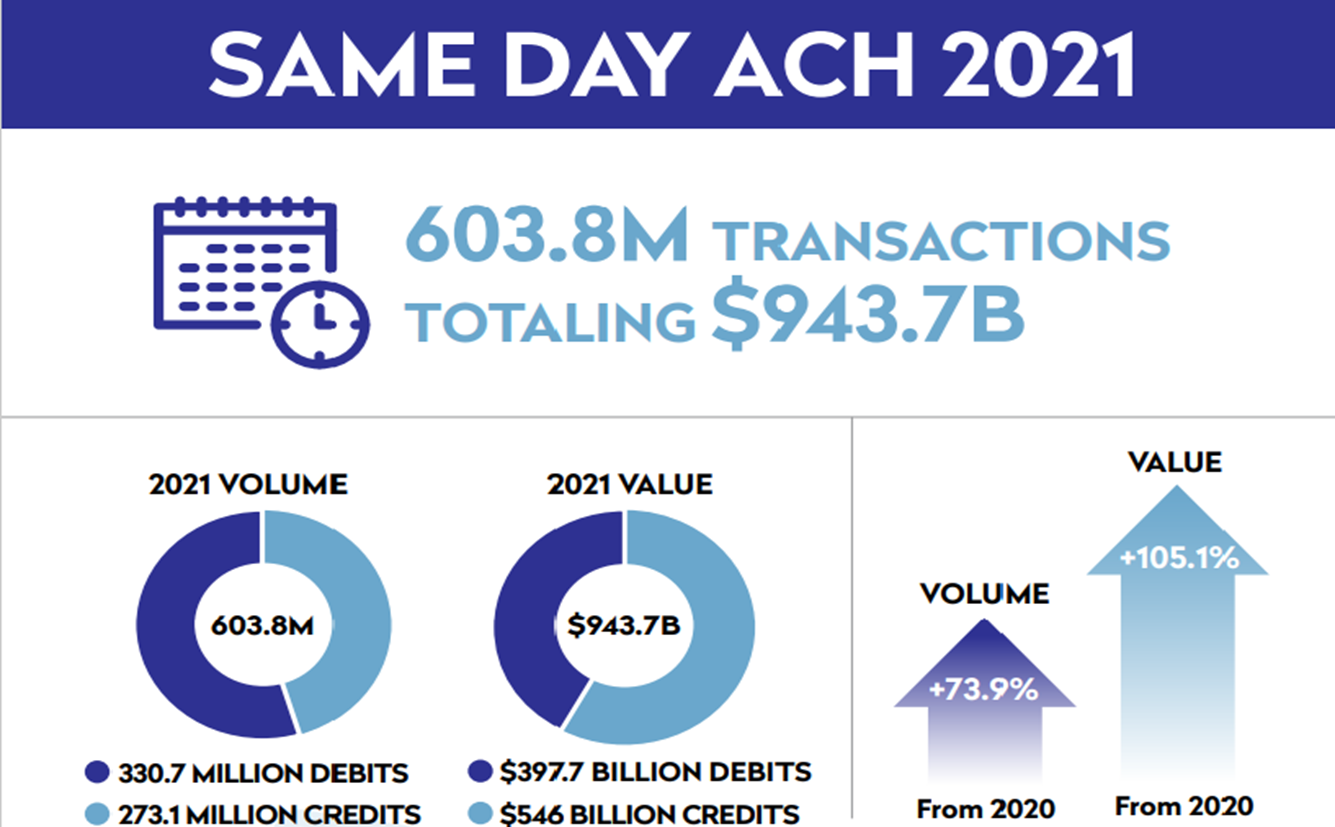 SAME DAY ACH 2021
603.8M TRANSACTIONS
TOTALING $943.7B
2021 VOLUME
603.8M
330.7 MILLION DEBITS
273.1 MILLION CREDITS
2021 VALUE
$943.7B
$397.7 BILLION DEBITS
$546 BILLION CREDITS
VOLUME
+73.9%
From 2020
VALUE
+105.1%
From 2020